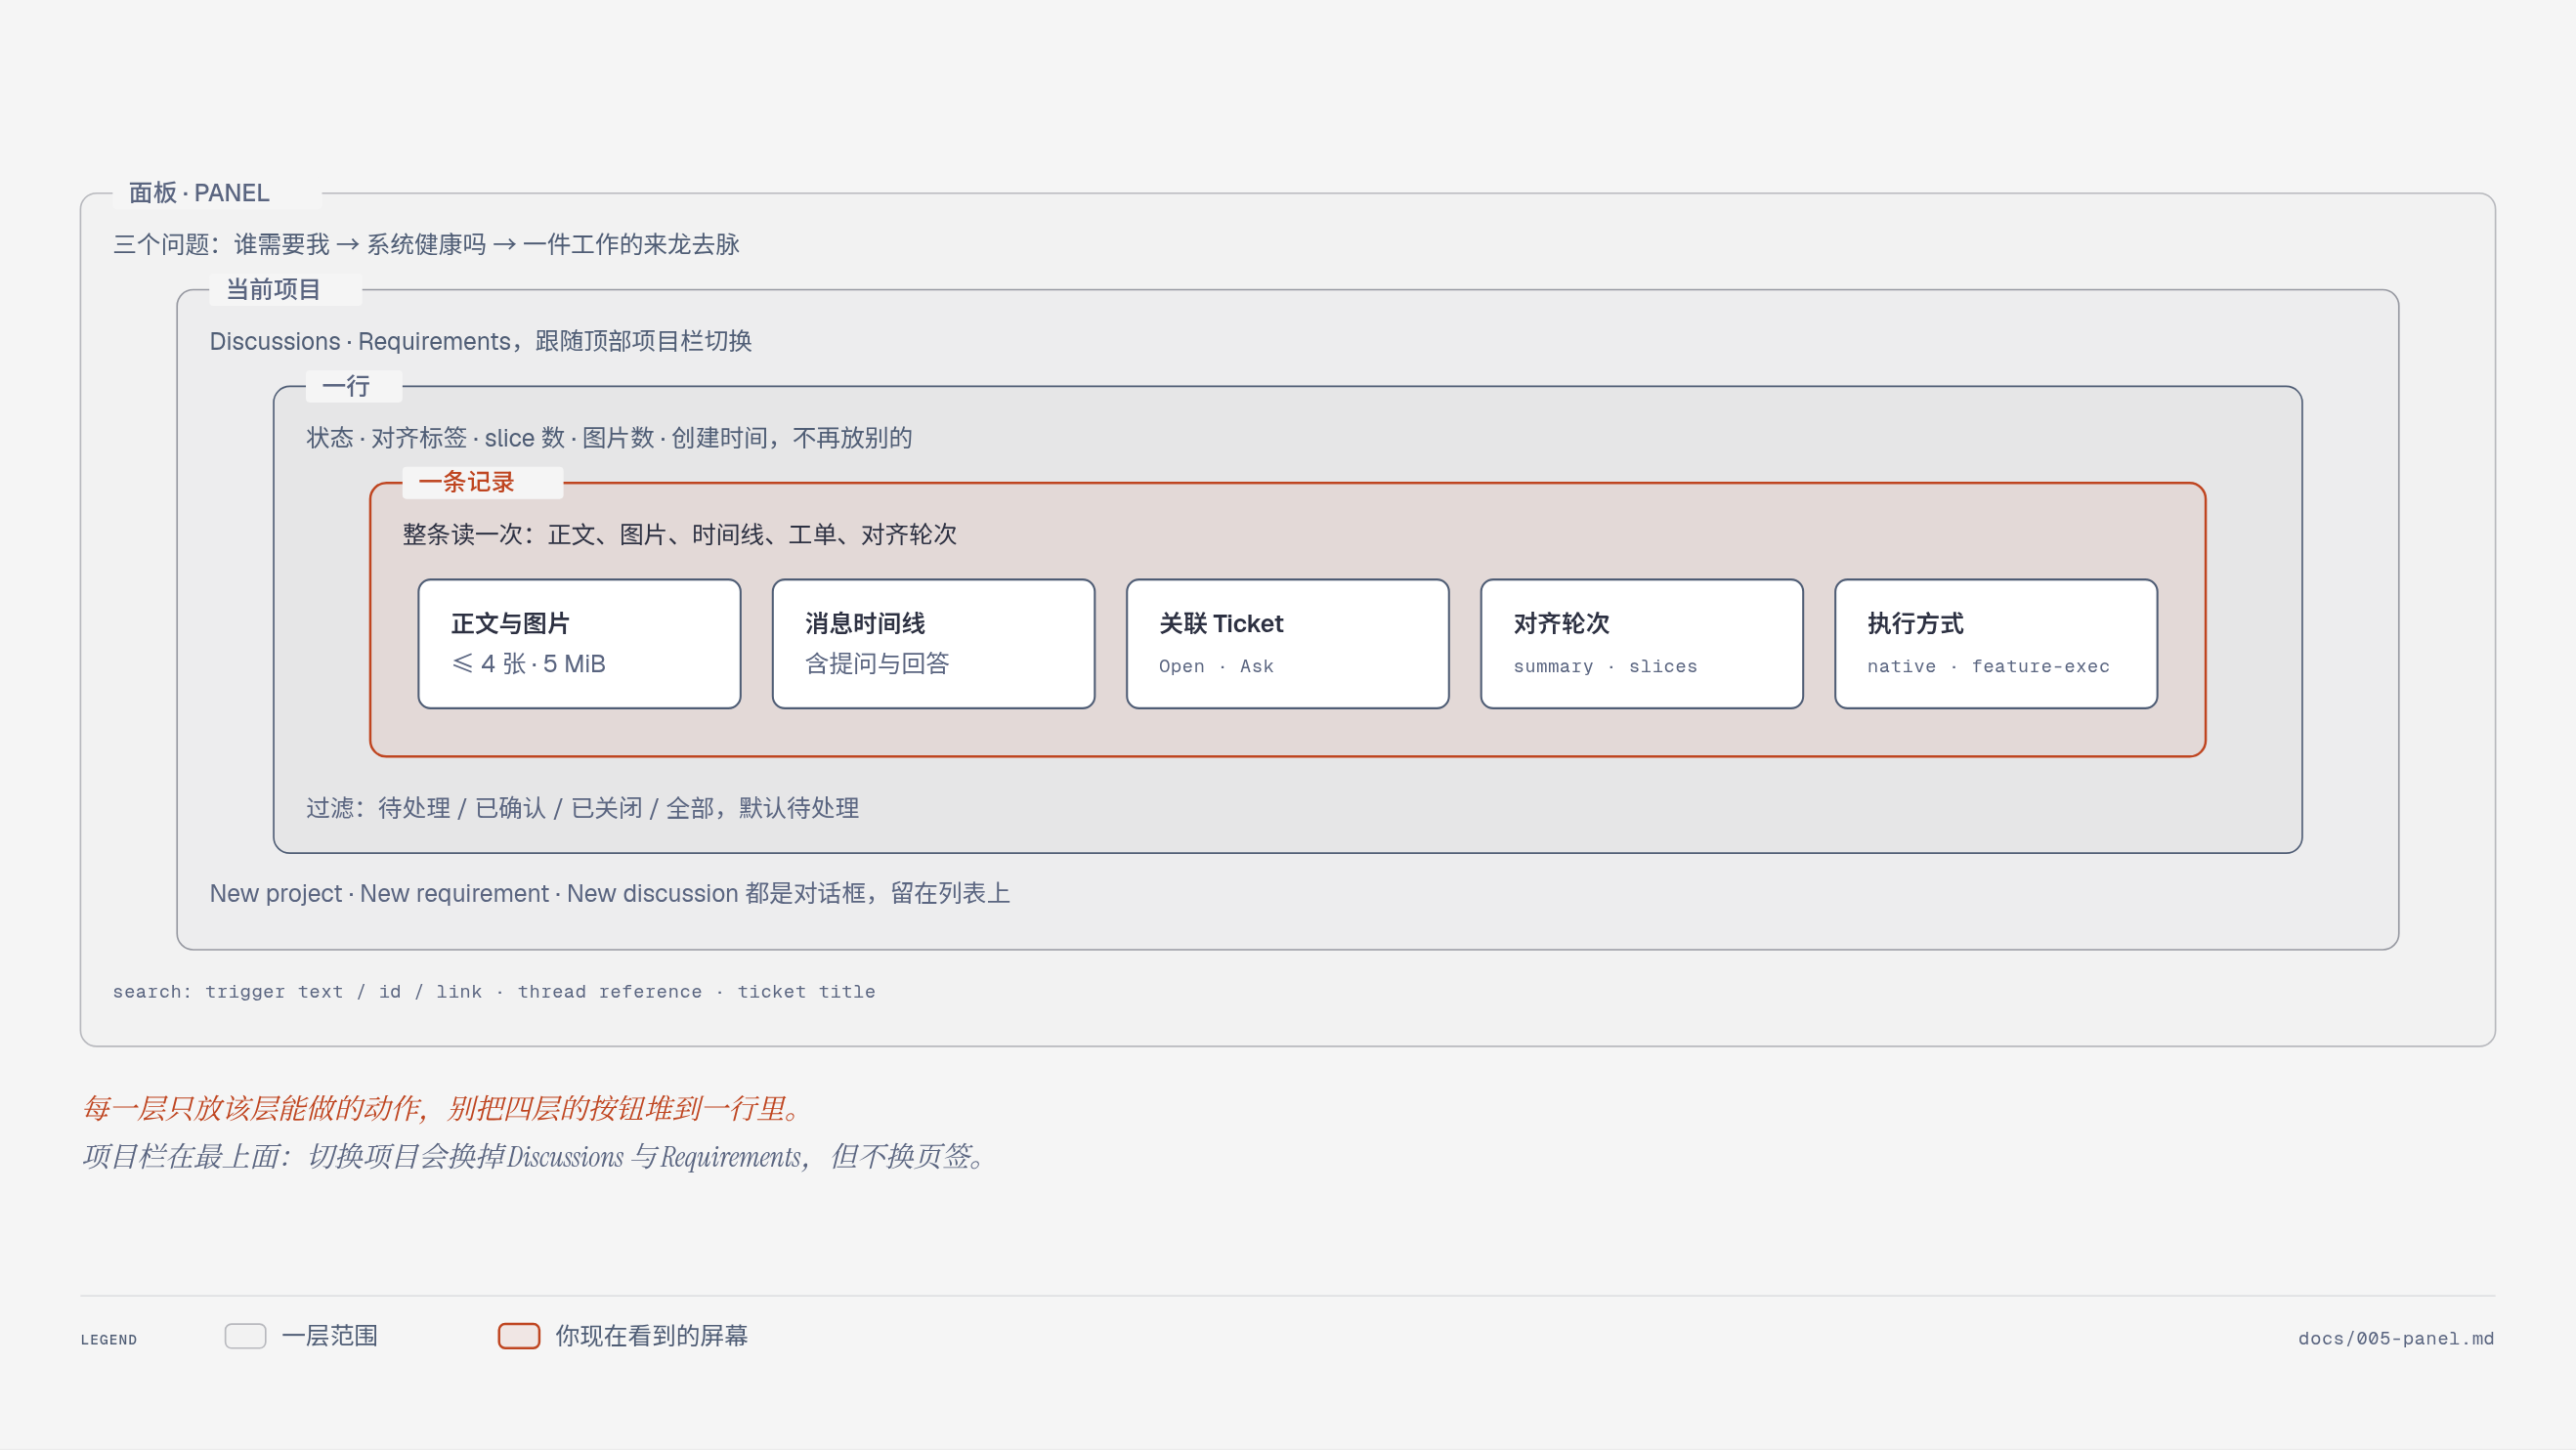 面板 · PANEL
三个问题：谁需要我 → 系统健康吗 → 一件工作的来龙去脉
当前项目
Discussions · Requirements，跟随顶部项目栏切换
一行
状态 · 对齐标签 · slice 数 · 图片数 · 创建时间，不再放别的
一条记录
整条读一次：正文、图片、时间线、工单、对齐轮次
正文与图片
≤ 4 张 · 5 MiB
消息时间线
含提问与回答
关联 Ticket
Open · Ask
对齐轮次
summary · slices
执行方式
native · feature-exec
过滤：待处理 / 已确认 / 已关闭 / 全部，默认待处理
New project · New requirement · New discussion 都是对话框，留在列表上
search: trigger text / id / link · thread reference · ticket title
每一层只放该层能做的动作，别把四层的按钮堆到一行里。
项目栏在最上面：切换项目会换掉 Discussions 与 Requirements，但不换页签。
LEGEND
一层范围
你现在看到的屏幕
docs/005-panel.md